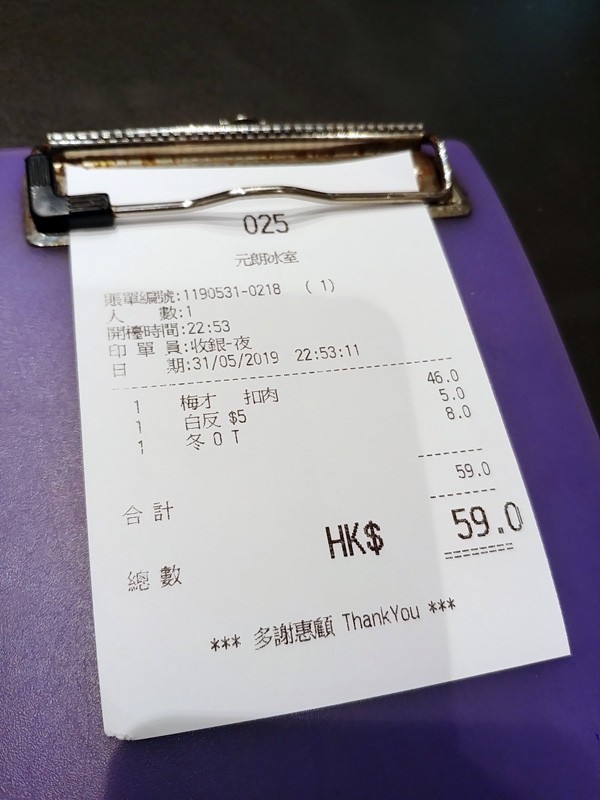 025
元朗冰室
賬單編號:1190531-0218 (1)
人 數:1
開檯時間:22:53
印 單 員:收銀-夜
日 期:31/05/2019 22:53:11
1 梅才 扣肉 46.0
1 白反 $5 5.0
1 冬 O T 8.0
59.0
合 計
HK$ 59.0
總 數
*** 多謝惠顧 ThankYou ***